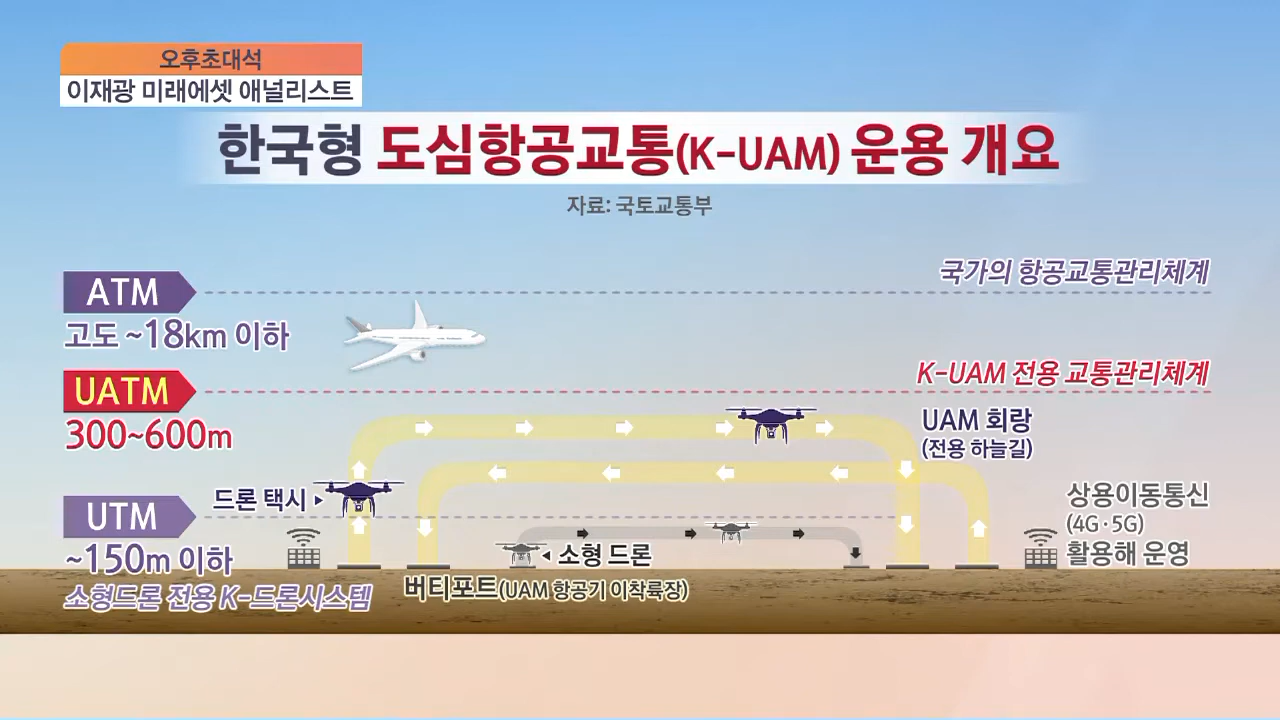 오후초대석
이재광 미래에셋 애널리스트
한국형 도심항공교통(K-UAM) 운용 개요
자료: 국토교통부
국가의 항공교통관리체계
ATM
고도 ~18km 이하
K-UAM 전용 교통관리체계
UATM
300~600m
UAM 회랑
(전용 하늘길)
드론 택시
UTM
~150m 이하
소형드론 전용 K-드론시스템
소형 드론
버티포트(UAM 항공기 이착륙장)
상용이동통신
(4G·5G)
활용해 운영